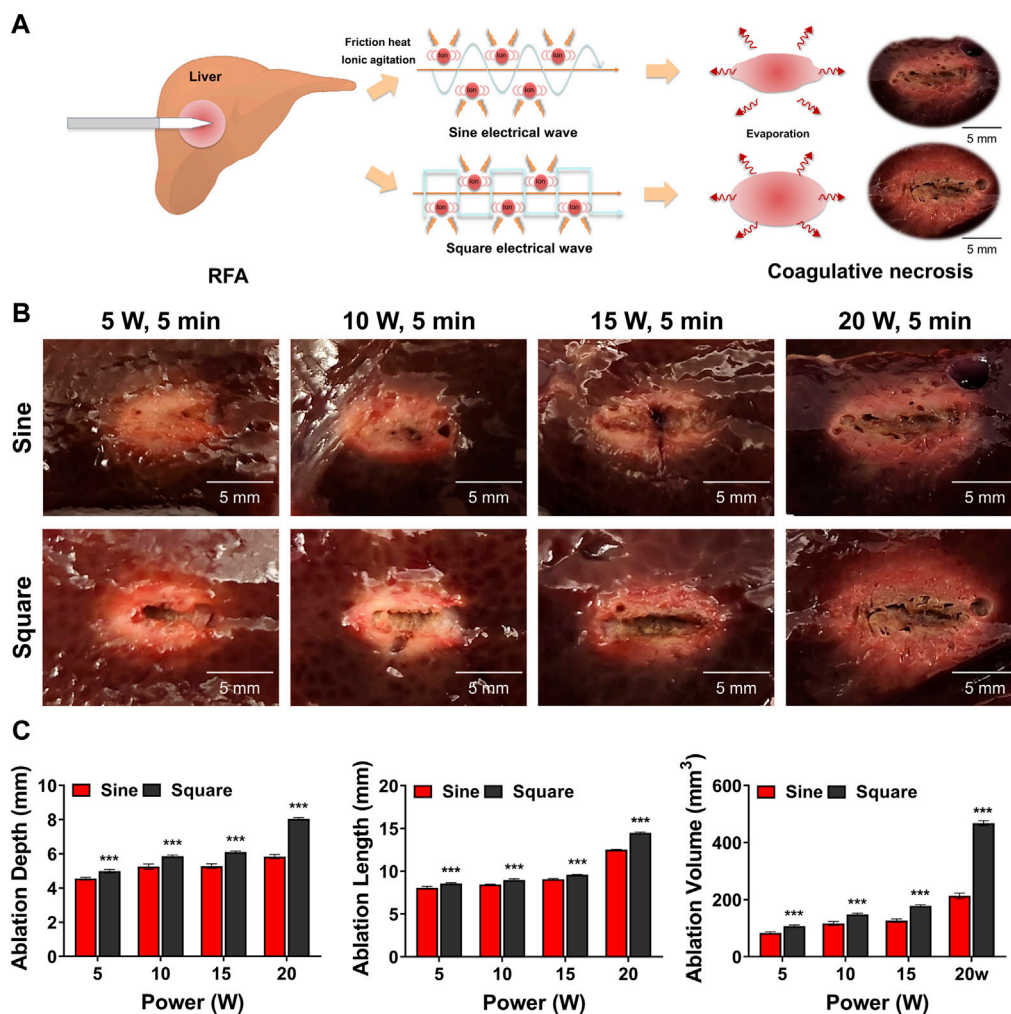 A
Liver
RFA
Friction heat
Ionic agitation
Ion Ion Ion
Ion Ion
Sine electrical wave
Ion Ion
Ion Ion Ion
Square electrical wave
Evaporation
5 mm
5 mm
Coagulative necrosis
B
5 W, 5 min 10 W, 5 min 15 W, 5 min 20 W, 5 min
Sine
5 mm 5 mm 5 mm 5 mm
Square
5 mm 5 mm 5 mm 5 mm
C
Ablation Depth (mm)
10
8
6
4
2
0
Sine Square
*** *** *** ***
5 10 15 20
Power (W)
Ablation Length (mm)
20
15
10
5
0
Sine Square
*** *** *** ***
5 10 15 20
Power (W)
Ablation Volume (mm³)
600
400
200
0
Sine Square
*** *** *** ***
5 10 15 20w
Power (W)